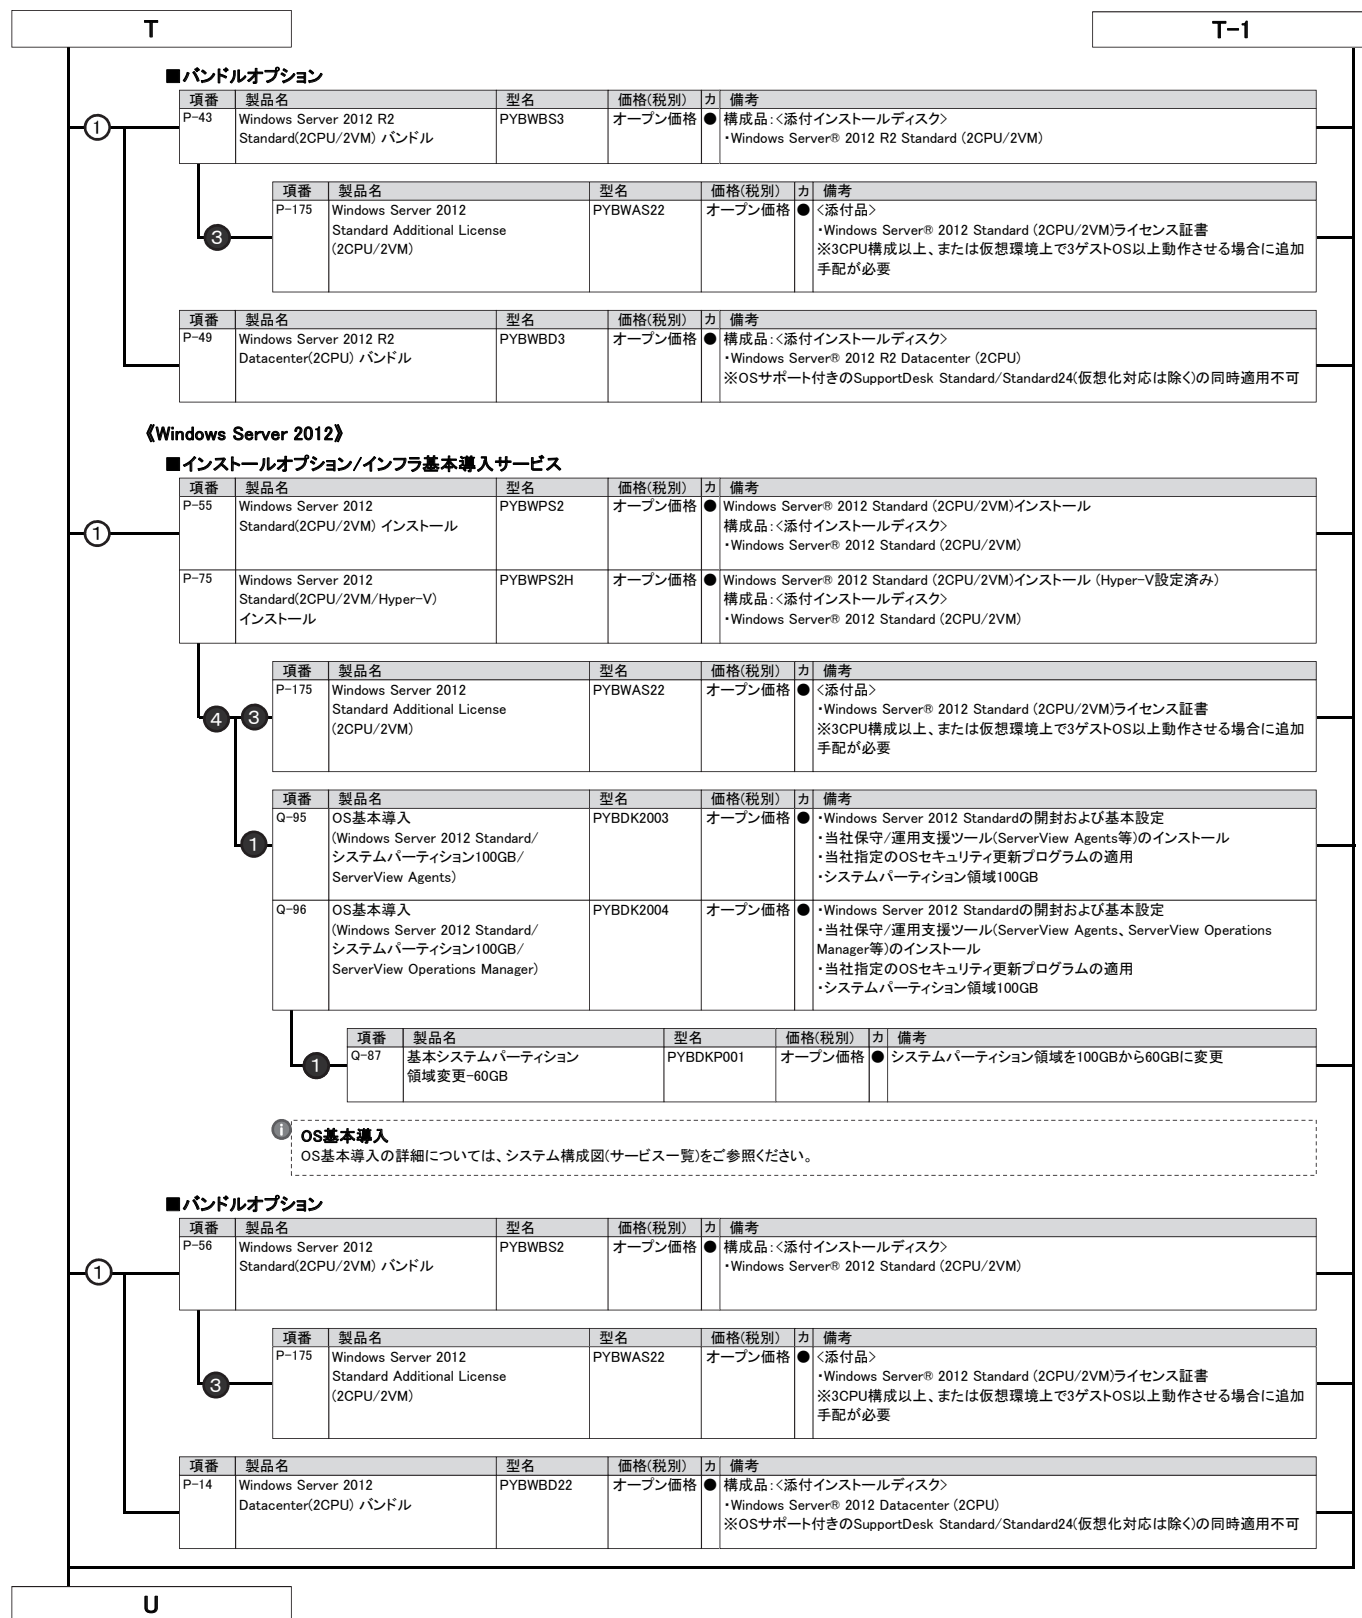 T
T-1
■バンドルオプション
項番 製品名 型名 価格(税別) カ 備考
P-43 Windows Server 2012 R2 PYBWBS3 オープン価格 ● 構成品:<添付インストールディスク>
Standard(2CPU/2VM) バンドル ・Windows Server® 2012 R2 Standard (2CPU/2VM)
①
項番 製品名 型名 価格(税別) カ 備考
P-175 Windows Server 2012 PYBWAS22 オープン価格 ● <添付品>
Standard Additional License ・Windows Server® 2012 Standard (2CPU/2VM)ライセンス証書
(2CPU/2VM) ※3CPU構成以上、または仮想環境上で3ゲストOS以上動作させる場合に追加
手配が必要
❸
項番 製品名 型名 価格(税別) カ 備考
P-49 Windows Server 2012 R2 PYBWBD3 オープン価格 ● 構成品:<添付インストールディスク>
Datacenter(2CPU) バンドル ・Windows Server® 2012 R2 Datacenter (2CPU)
※OSサポート付きのSupportDesk Standard/Standard24(仮想化対応は除く)の同時適用不可
《Windows Server 2012》
■インストールオプション/インフラ基本導入サービス
項番 製品名 型名 価格(税別) カ 備考
P-55 Windows Server 2012 PYBWPS2 オープン価格 ● Windows Server® 2012 Standard (2CPU/2VM)インストール
Standard(2CPU/2VM) インストール 構成品:<添付インストールディスク>
・Windows Server® 2012 Standard (2CPU/2VM)
①
P-75 Windows Server 2012 PYBWPS2H オープン価格 ● Windows Server® 2012 Standard (2CPU/2VM)インストール (Hyper-V設定済み)
Standard(2CPU/2VM/Hyper-V) 構成品:<添付インストールディスク>
インストール ・Windows Server® 2012 Standard (2CPU/2VM)
項番 製品名 型名 価格(税別) カ 備考
P-175 Windows Server 2012 PYBWAS22 オープン価格 ● <添付品>
Standard Additional License ・Windows Server® 2012 Standard (2CPU/2VM)ライセンス証書
(2CPU/2VM) ※3CPU構成以上、または仮想環境上で3ゲストOS以上動作させる場合に追加
手配が必要
❹ ❸
項番 製品名 型名 価格(税別) カ 備考
Q-95 OS基本導入 PYBDK2003 オープン価格 ● ・Windows Server 2012 Standardの開封および基本設定
(Windows Server 2012 Standard/ ・当社保守/運用支援ツール(ServerView Agents等)のインストール
システムパーティション100GB/ ・当社指定のOSセキュリティ更新プログラムの適用
ServerView Agents) ・システムパーティション領域100GB
❶
Q-96 OS基本導入 PYBDK2004 オープン価格 ● ・Windows Server 2012 Standardの開封および基本設定
(Windows Server 2012 Standard/ ・当社保守/運用支援ツール(ServerView Agents、ServerView Operations
システムパーティション100GB/ Manager等)のインストール
ServerView Operations Manager) ・当社指定のOSセキュリティ更新プログラムの適用
・システムパーティション領域100GB
項番 製品名 型名 価格(税別) カ 備考
Q-87 基本システムパーティション PYBDKP001 オープン価格 ● システムパーティション領域を100GBから60GBに変更
領域変更-60GB
❶
i OS基本導入
OS基本導入の詳細については、システム構成図(サービス一覧)をご参照ください。
■バンドルオプション
項番 製品名 型名 価格(税別) カ 備考
P-56 Windows Server 2012 PYBWBS2 オープン価格 ● 構成品:<添付インストールディスク>
Standard(2CPU/2VM) バンドル ・Windows Server® 2012 Standard (2CPU/2VM)
①
項番 製品名 型名 価格(税別) カ 備考
P-175 Windows Server 2012 PYBWAS22 オープン価格 ● <添付品>
Standard Additional License ・Windows Server® 2012 Standard (2CPU/2VM)ライセンス証書
(2CPU/2VM) ※3CPU構成以上、または仮想環境上で3ゲストOS以上動作させる場合に追加
手配が必要
❸
項番 製品名 型名 価格(税別) カ 備考
P-14 Windows Server 2012 PYBWBD22 オープン価格 ● 構成品:<添付インストールディスク>
Datacenter(2CPU) バンドル ・Windows Server® 2012 Datacenter (2CPU)
※OSサポート付きのSupportDesk Standard/Standard24(仮想化対応は除く)の同時適用不可
U